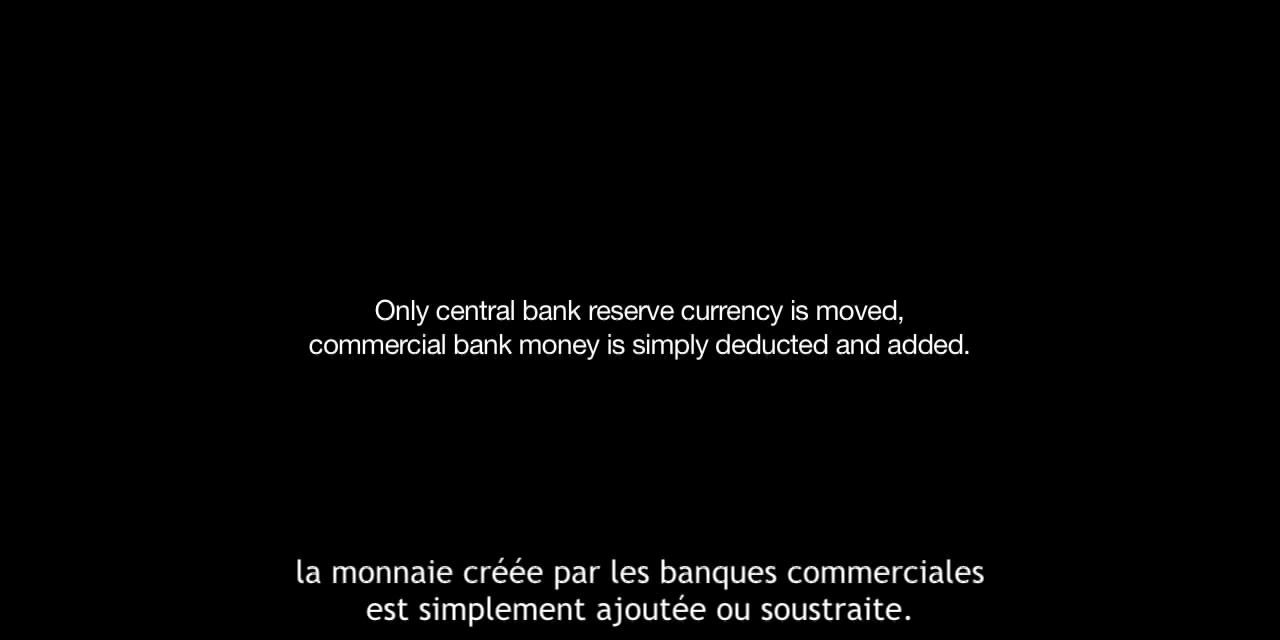 Only central bank reserve currency is moved,
commercial bank money is simply deducted and added.
la monnaie créée par les banques commerciales
est simplement ajoutée ou soustraite.